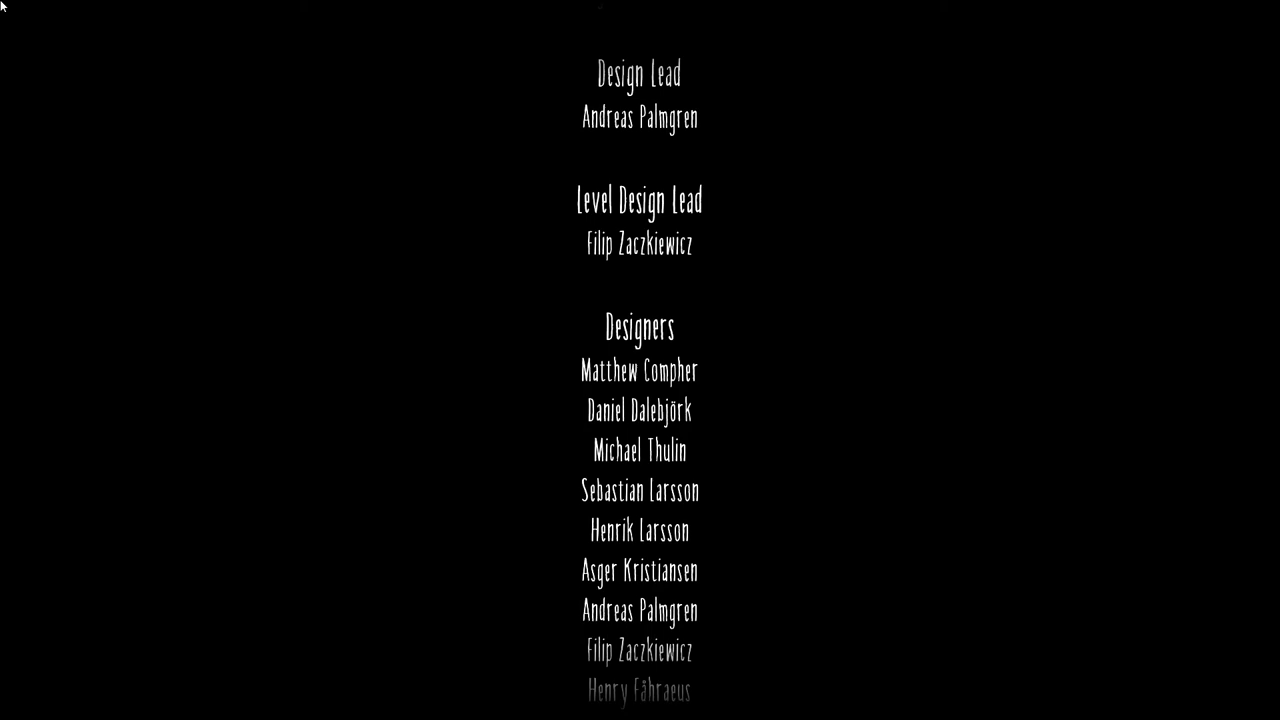 Design Lead
Andreas Palmgren
Level Design Lead
Filip Zaczkiewicz
Designers
Matthew Compher
Daniel Dalebjörk
Michael Thulin
Sebastian Larsson
Henrik Larsson
Asger Kristiansen
Andreas Palmgren
Filip Zaczkiewicz
Henry Fåhraeus